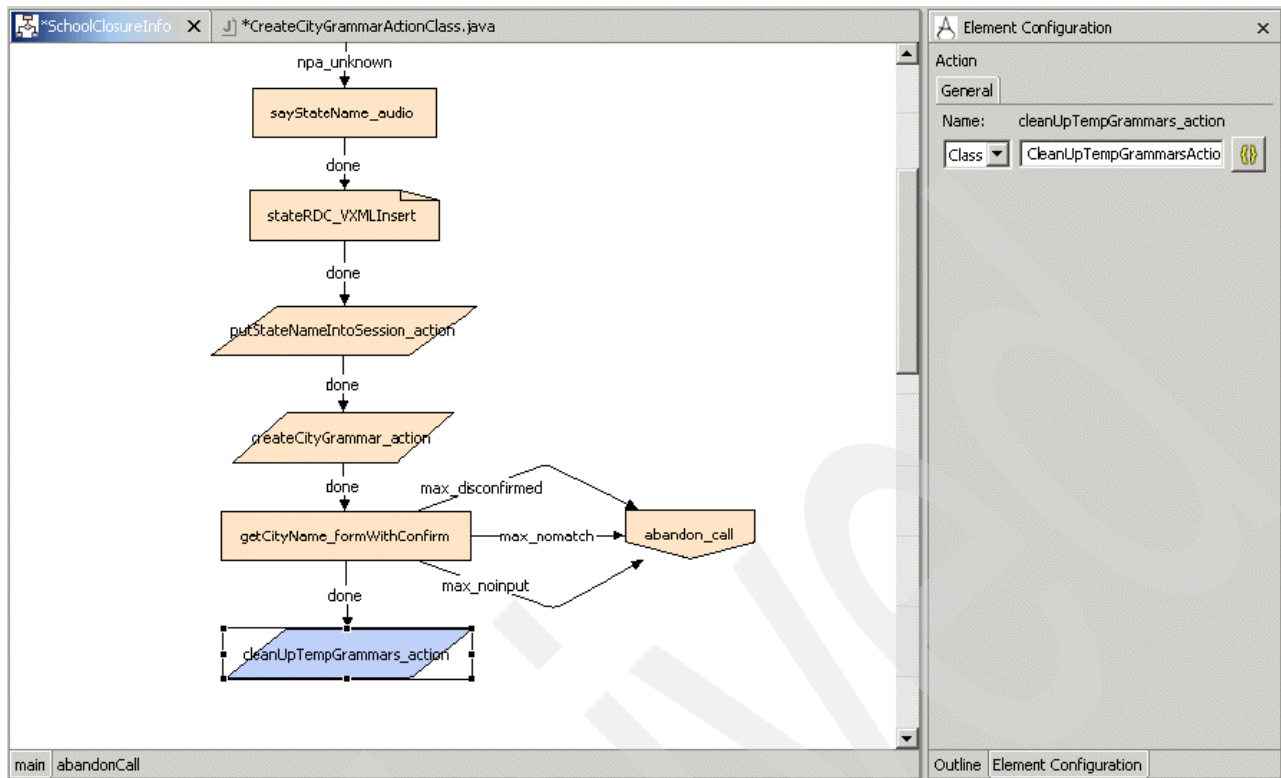 *SchoolClosureInfo X *CreateCityGrammarActionClass.java
npa_unknown
sayStateName_audio
done
stateRDC_VXMLInsert
done
putStateNameIntoSession_action
done
createCityGrammar_action
done
max_disconfirmed
getCityName_formWithConfirm
max_nomatch
abandon_call
max_noinput
done
cleanUpTempGrammars_action
main abandonCall
Element Configuration
Action
General
Name: cleanUpTempGrammars_action
Class CleanUpTempGrammarsActio
Outline Element Configuration